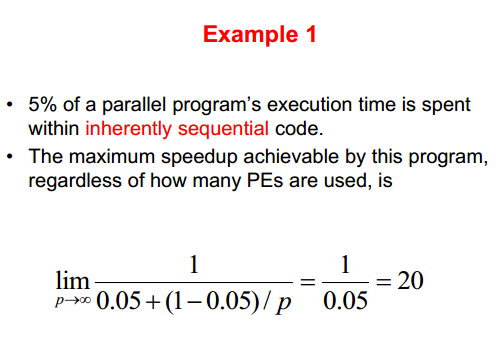 Example 1
• 5% of a parallel program's execution time is spent
within inherently sequential code.
• The maximum speedup achievable by this program,
regardless of how many PEs are used, is
lim p→∞ 1 / (0.05 + (1 − 0.05) / p) = 1 / 0.05 = 20